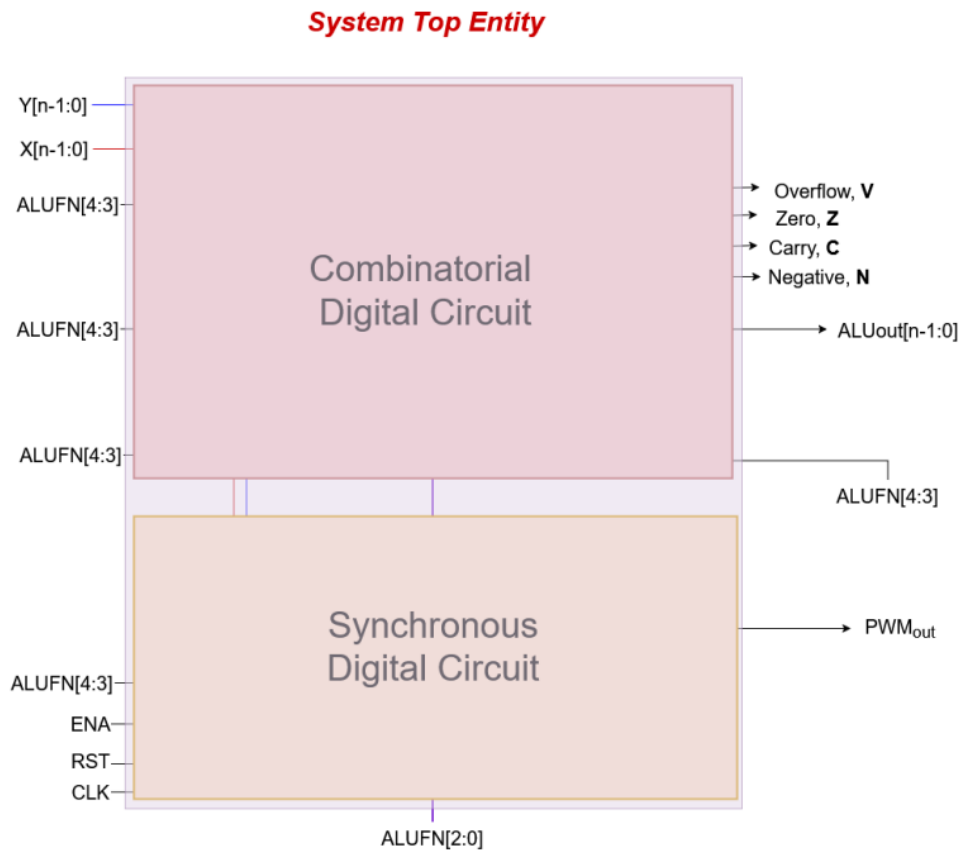 System Top Entity
Y[n-1:0]
X[n-1:0]
ALUFN[4:3]
Overflow, V
Zero, Z
Carry, C
Negative, N
Combinatorial
Digital Circuit
ALUFN[4:3]
ALUout[n-1:0]
ALUFN[4:3]
ALUFN[4:3]
Synchronous
Digital Circuit
PWMout
ALUFN[4:3]
ENA
RST
CLK
ALUFN[2:0]